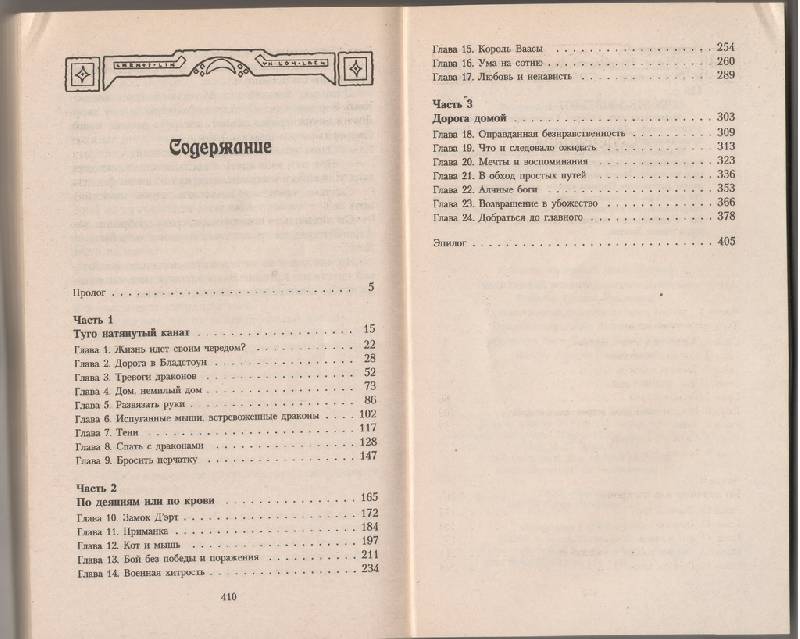 Содержание
Пролог . . . . . . . . . . . . . . . . . . . . . . . . . . . . 5
Часть 1
Туго натянутый канат . . . . . . . . . . . . . . . . . . 15
Глава 1. Жизнь идет своим чередом? . . . . . . . . . . . 22
Глава 2. Дорога в Бладстоун . . . . . . . . . . . . . . . 28
Глава 3. Тревоги драконов . . . . . . . . . . . . . . . . 52
Глава 4. Дом, немилый дом . . . . . . . . . . . . . . . . 73
Глава 5. Развязать руки . . . . . . . . . . . . . . . . . 86
Глава 6. Испуганные мыши, встревоженные драконы . . . . 102
Глава 7. Тени . . . . . . . . . . . . . . . . . . . . . . 117
Глава 8. Спать с драконами . . . . . . . . . . . . . . . 128
Глава 9. Бросить перчатку . . . . . . . . . . . . . . . . 147
Часть 2
По деяниям или по крови . . . . . . . . . . . . . . . . 165
Глава 10. Замок Д'эрт . . . . . . . . . . . . . . . . . . 172
Глава 11. Приманка . . . . . . . . . . . . . . . . . . . 184
Глава 12. Кот и мышь . . . . . . . . . . . . . . . . . . 197
Глава 13. Бой без победы и поражения . . . . . . . . . . 211
Глава 14. Военная хитрость . . . . . . . . . . . . . . . 234
410
Глава 15. Король Ваасы . . . . . . . . . . . . . . . . . 254
Глава 16. Ума на сотню . . . . . . . . . . . . . . . . . 260
Глава 17. Любовь и ненависть . . . . . . . . . . . . . . 289
Часть 3
Дорога домой . . . . . . . . . . . . . . . . . . . . . . 303
Глава 18. Оправданная безнравственность . . . . . . . . 309
Глава 19. Что и следовало ожидать . . . . . . . . . . . . 313
Глава 20. Мечты и воспоминания . . . . . . . . . . . . . 323
Глава 21. В обход простых путей . . . . . . . . . . . . . 336
Глава 22. Алчные боги . . . . . . . . . . . . . . . . . . 353
Глава 23. Возвращение в убожество . . . . . . . . . . . . 366
Глава 24. Добраться до главного . . . . . . . . . . . . . 378
Эпилог . . . . . . . . . . . . . . . . . . . . . . . . . 405